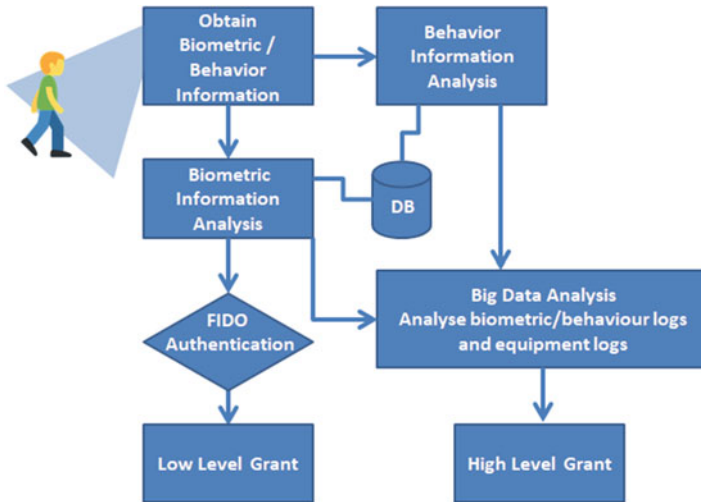 Obtain
Biometric /
Behavior
Information
Behavior
Information
Analysis
Biometric
Information
Analysis
DB
Big Data Analysis
Analyse biometric/behaviour logs
and equipment logs
FIDO
Authentication
Low Level Grant
High Level Grant